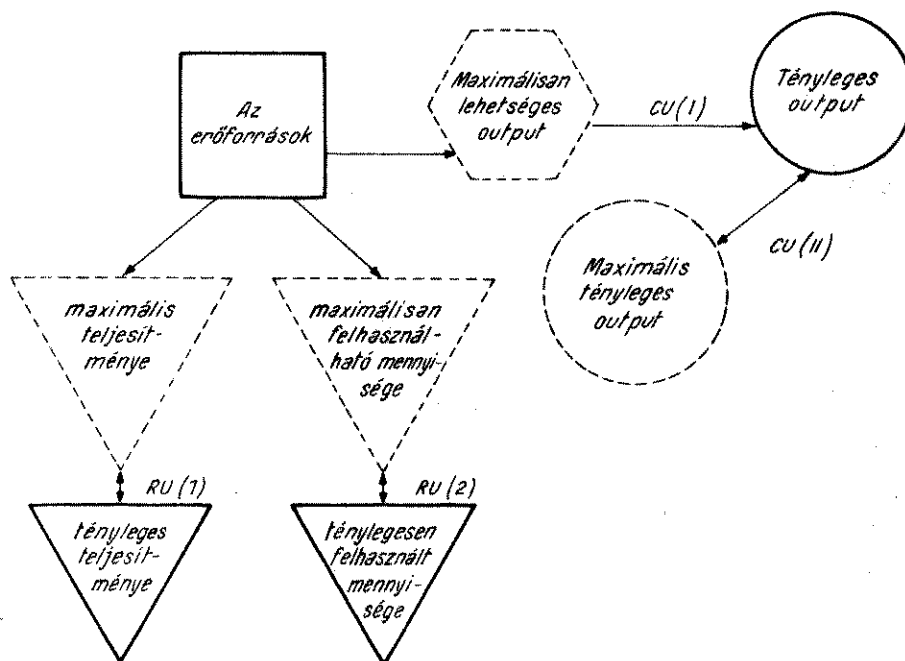 Az
erőforrások
Maximálisan
lehetséges
output
CU(I)
Tényleges
output
CU(II)
Maximális
tényleges
output
maximális
teljesít-
ménye
maximálisan
felhasznál-
ható mennyi-
sége
RU(1)
RU(2)
tényleges
teljesít-
ménye
ténylegesen
felhasznált
mennyi-
sége